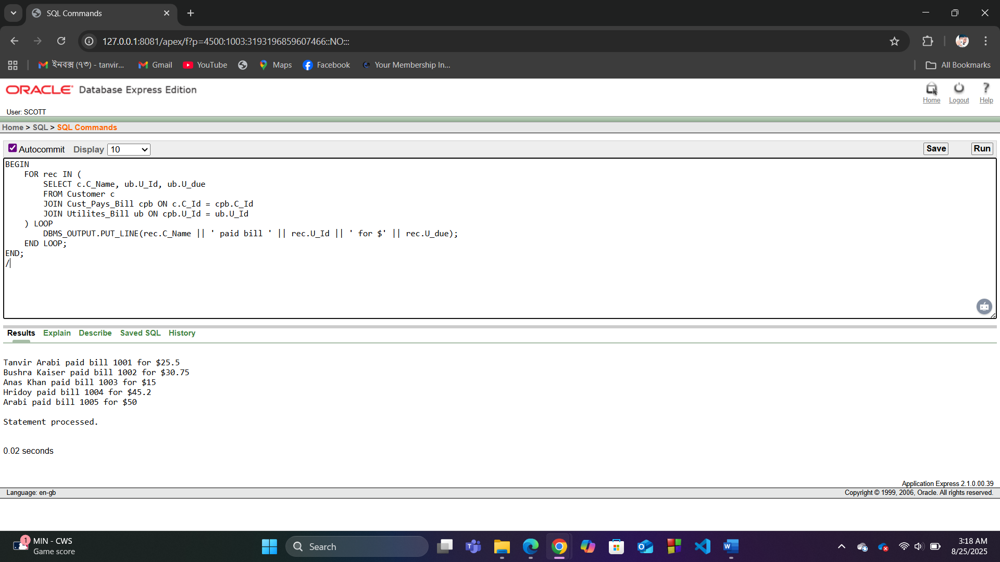 SQL Commands
127.0.0.1:8081/apex/f?p=4500:1003:3193196859607466::NO:::
ইনবক্স (৭৩) - tanvir...
Gmail
YouTube
Maps
Facebook
Your Membership In...
All Bookmarks
ORACLE Database Express Edition
Home
Logout
Help
User: SCOTT
Home > SQL > SQL Commands
Autocommit Display 10
Save
Run
BEGIN
    FOR rec IN (
        SELECT c.C_Name, ub.U_Id, ub.U_due
        FROM Customer c
        JOIN Cust_Pays_Bill cpb ON c.C_Id = cpb.C_Id
        JOIN Utilites_Bill ub ON cpb.U_Id = ub.U_Id
    ) LOOP
        DBMS_OUTPUT.PUT_LINE(rec.C_Name || ' paid bill ' || rec.U_Id || ' for $' || rec.U_due);
    END LOOP;
END;
/
Results Explain Describe Saved SQL History
Tanvir Arabi paid bill 1001 for $25.5
Bushra Kaiser paid bill 1002 for $30.75
Anas Khan paid bill 1003 for $15
Hridoy paid bill 1004 for $45.2
Arabi paid bill 1005 for $50
Statement processed.
0.02 seconds
Application Express 2.1.0.00.39
Language: en-gb
Copyright © 1999, 2006, Oracle. All rights reserved.
1
MIN - CWS
Game score
Search
3:18 AM
8/25/2025